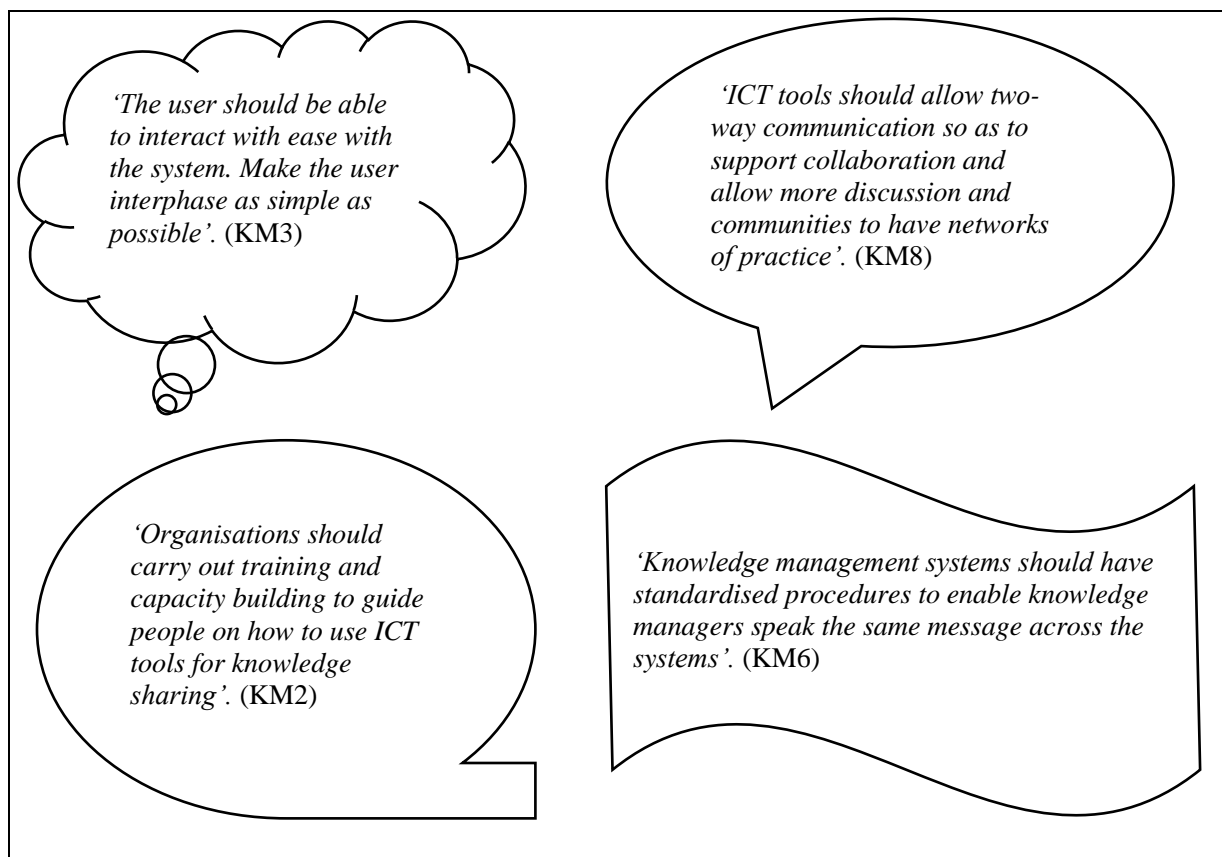 ‘The user should be able
to interact with ease with
the system. Make the user
interphase as simple as
possible’. (KM3)
‘ICT tools should allow two-
way communication so as to
support collaboration and
allow more discussion and
communities to have networks
of practice’. (KM8)
‘Organisations should
carry out training and
capacity building to guide
people on how to use ICT
tools for knowledge
sharing’. (KM2)
‘Knowledge management systems should have
standardised procedures to enable knowledge
managers speak the same message across the
systems’. (KM6)